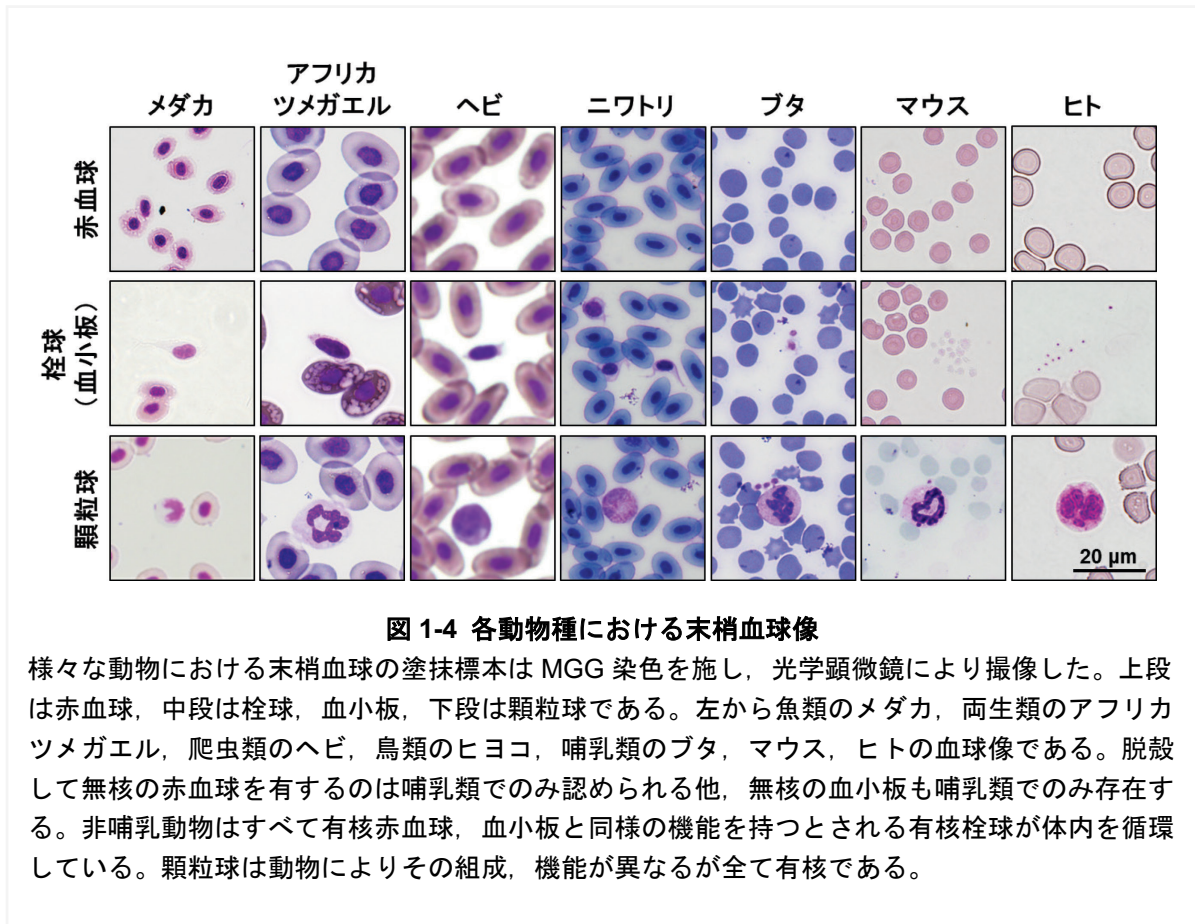 アフリカ
メダカ ツメガエル ヘビ ニワトリ ブタ マウス ヒト
赤血球
栓球
（血小板）
顆粒球
20 μm
図 1-4 各動物種における末梢血球像
様々な動物における末梢血球の塗抹標本は MGG 染色を施し，光学顕微鏡により撮像した。上段
は赤血球，中段は栓球，血小板，下段は顆粒球である。左から魚類のメダカ，両生類のアフリカ
ツメガエル，爬虫類のヘビ，鳥類のヒヨコ，哺乳類のブタ，マウス，ヒトの血球像である。脱殻
して無核の赤血球を有するのは哺乳類でのみ認められる他，無核の血小板も哺乳類でのみ存在す
る。非哺乳動物はすべて有核赤血球，血小板と同様の機能を持つとされる有核栓球が体内を循環
している。顆粒球は動物によりその組成，機能が異なるが全て有核である。